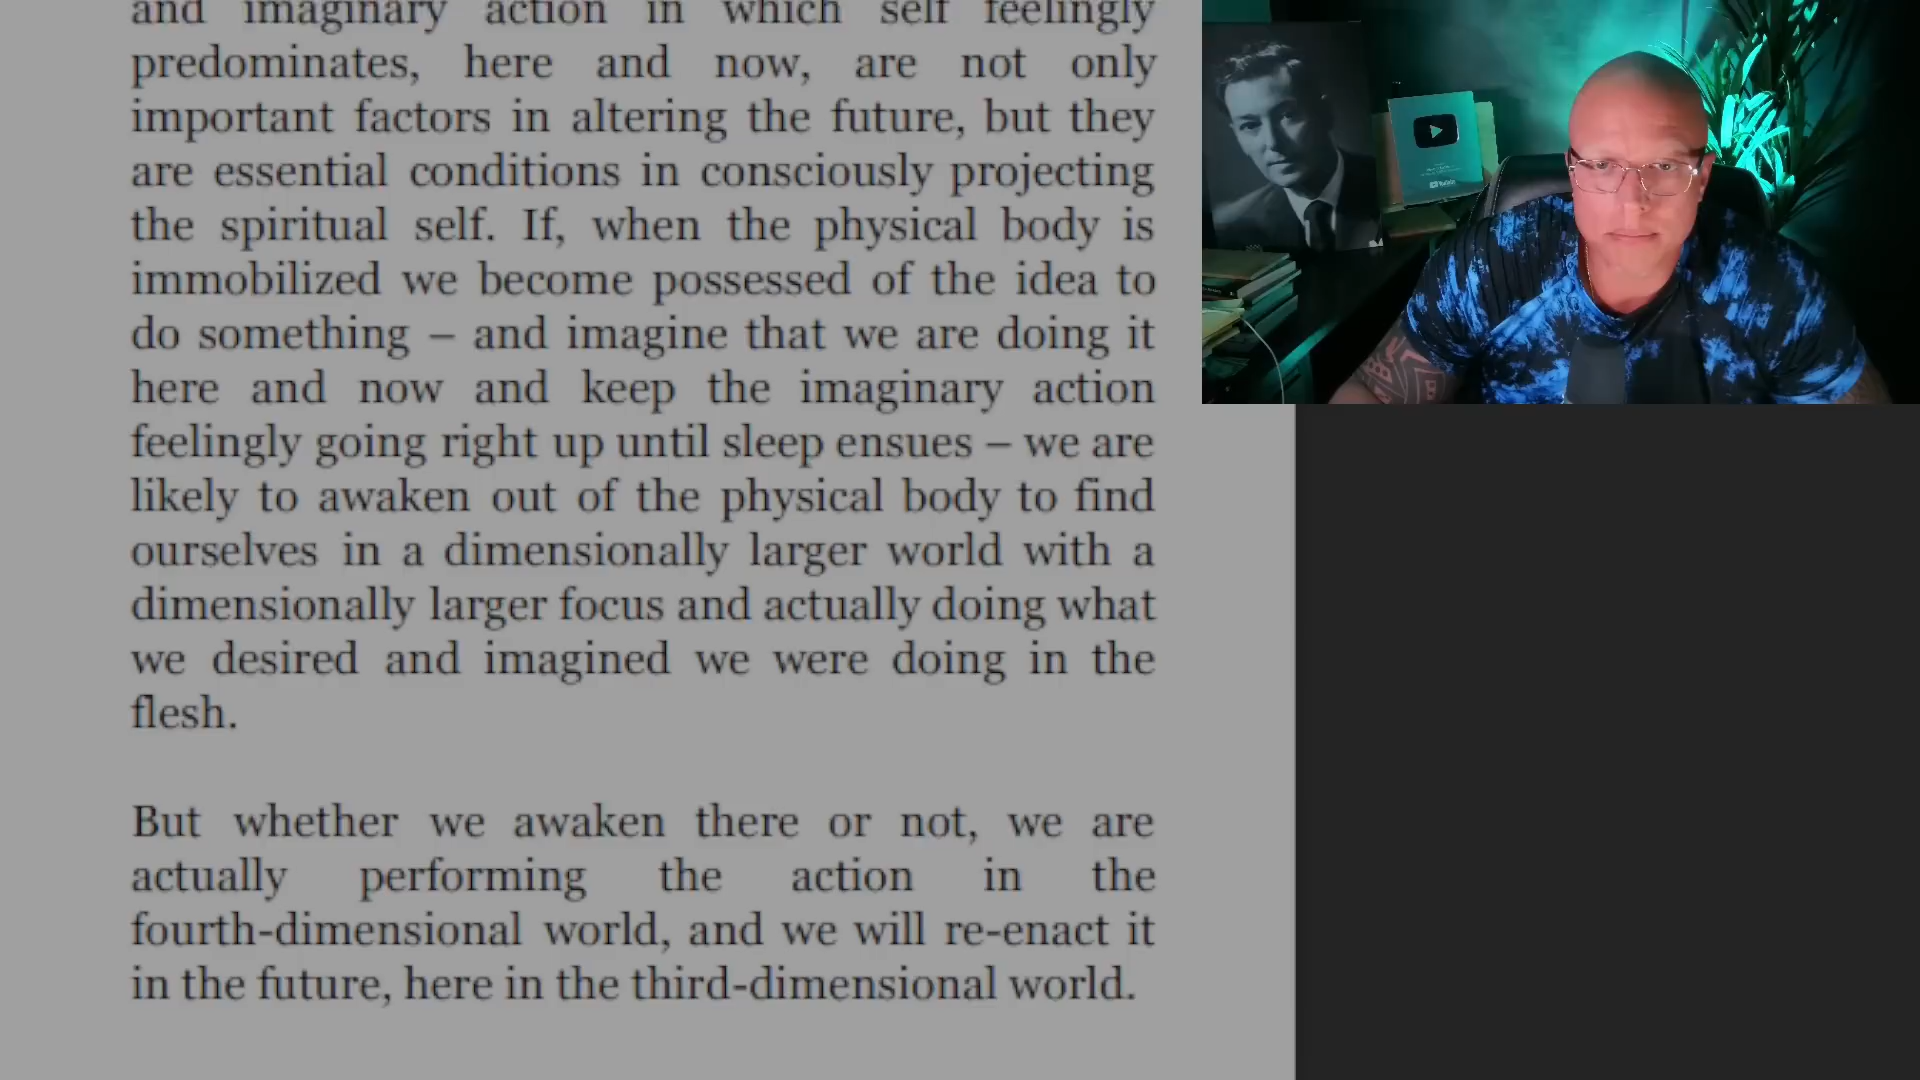 and imaginary action in which self feelingly
predominates, here and now, are not only
important factors in altering the future, but they
are essential conditions in consciously projecting
the spiritual self. If, when the physical body is
immobilized we become possessed of the idea to
do something – and imagine that we are doing it
here and now and keep the imaginary action
feelingly going right up until sleep ensues – we are
likely to awaken out of the physical body to find
ourselves in a dimensionally larger world with a
dimensionally larger focus and actually doing what
we desired and imagined we were doing in the
flesh.
But whether we awaken there or not, we are
actually performing the action in the
fourth-dimensional world, and we will re-enact it
in the future, here in the third-dimensional world.